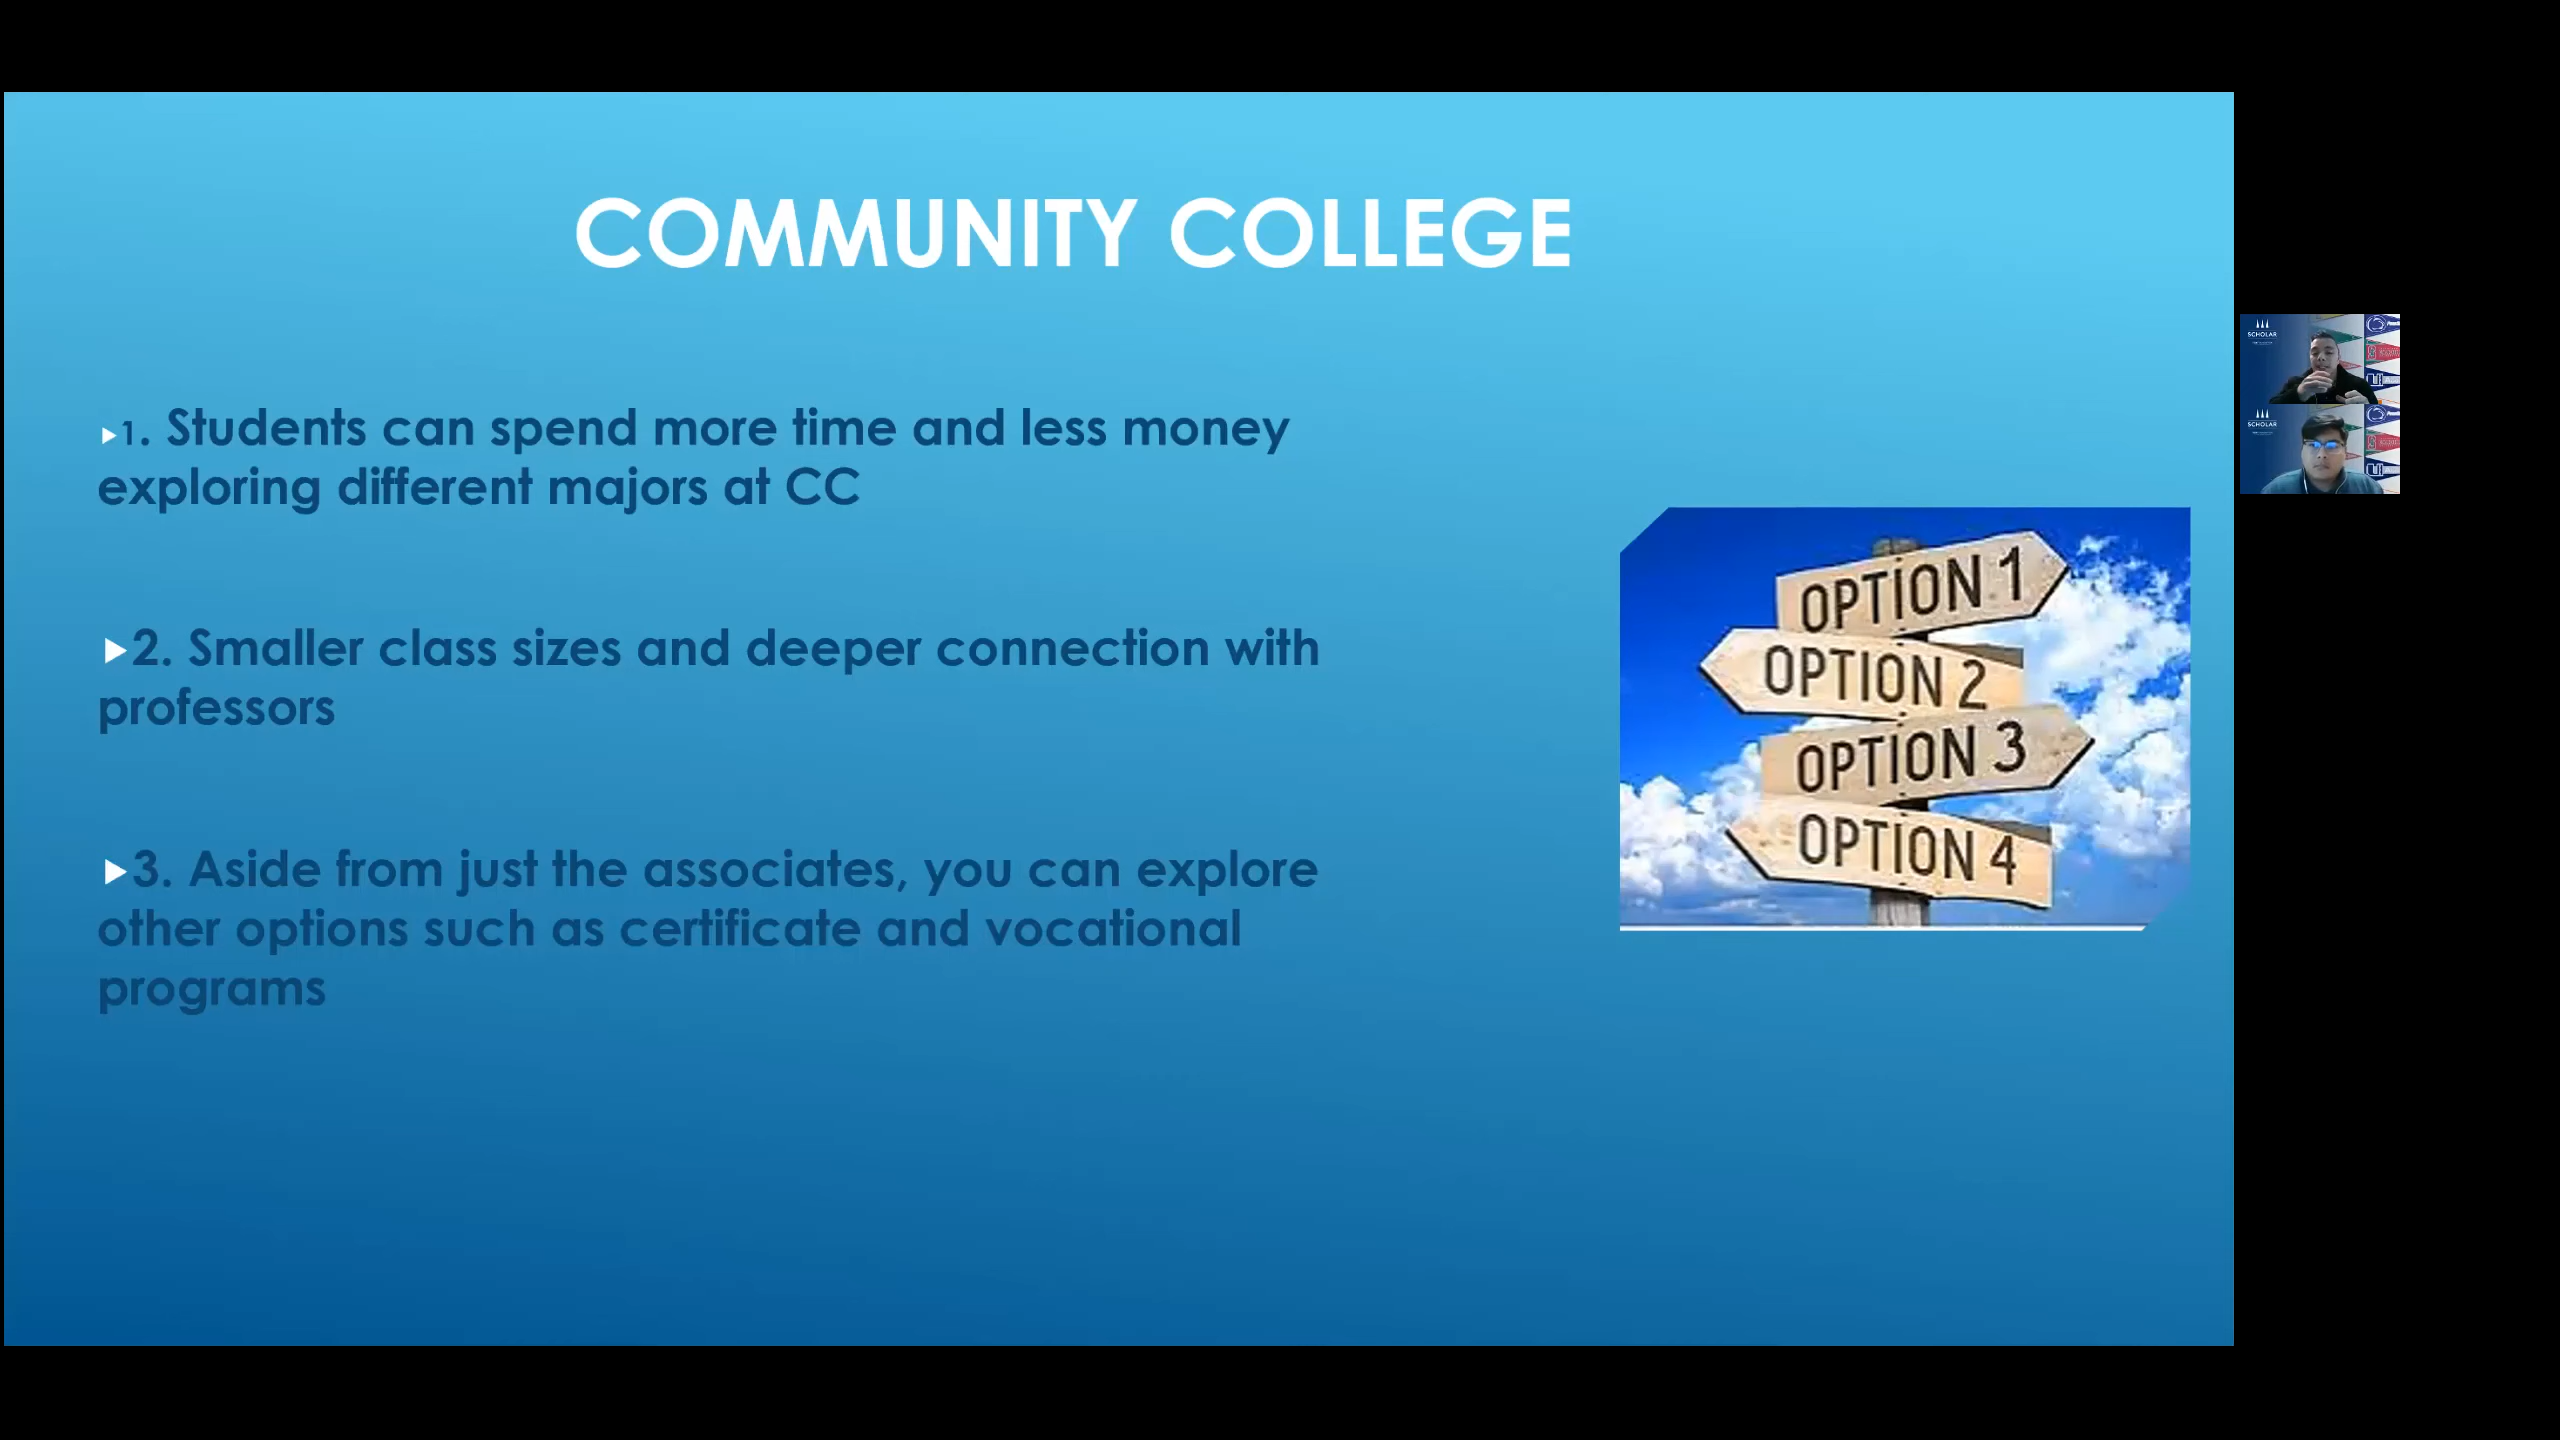 COMMUNITY COLLEGE
1. Students can spend more time and less money
exploring different majors at CC
2. Smaller class sizes and deeper connection with
professors
3. Aside from just the associates, you can explore
other options such as certificate and vocational
programs
OPTION 1
OPTION 2
OPTION 3
OPTION 4
SCHOLAR
SCHOLAR